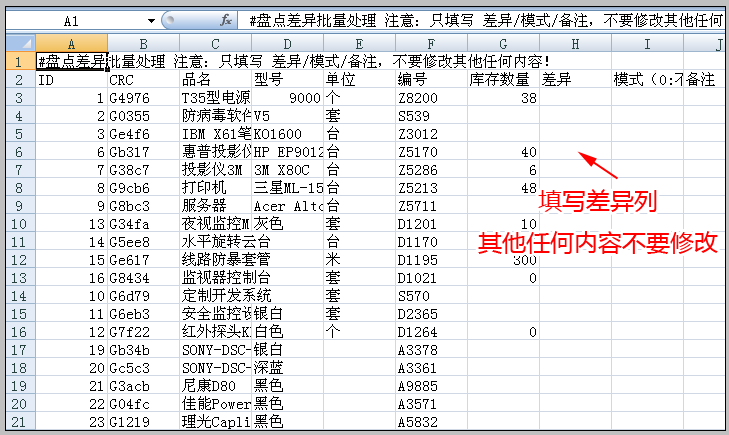 A1 fx #盘点差异批量处理 注意: 只填写 差异/模式/备注, 不要修改其他任何
A B C D E F G H I J
1 #盘点差异批量处理 注意: 只填写 差异/模式/备注, 不要修改其他任何内容!
2 ID CRC 品名 型号 单位 编号 库存数量 差异 模式 (0:不 备注
3 1 G4976 T35型电源 9000 个 Z8200 38
4 2 G0355 防病毒软件 V5 套 S539
5 3 Ge4f6 IBM X61笔 KO1600 台 Z3012
6 6 Gb317 惠普投影仪 HP EP9012 台 Z5170 40
7 7 G38c7 投影仪3M 3M X80C 台 Z5286 6
8 8 G9cb6 打印机 三星ML-15 台 Z5213 48
9 9 G8bc3 服务器 Acer Alto 台 Z5711
填写差异列
10 13 G34fa 夜视监控M 灰色 套 D1201 10
11 14 G5ee8 水平旋转云台 台 D1170
其他任何内容不要修改
12 15 Ge617 线路防暴套管 米 D1195 300
13 16 G8434 监视器控制台 套 D1021 0
14 10 G6d79 定制开发系统 套 S570
15 11 G6eb3 安全监控设 银白 套 D2365
16 12 G7f22 红外探头K 白色 个 D1264 0
17 19 Gb34b SONY-DSC- 银白 A3378
18 20 Gc5c3 SONY-DSC- 深蓝 A3361
19 21 G3acb 尼康D80 黑色 A9885
20 22 G04fc 佳能Power 黑色 A3571
21 23 G1219 理光Capli 黑色 A5832